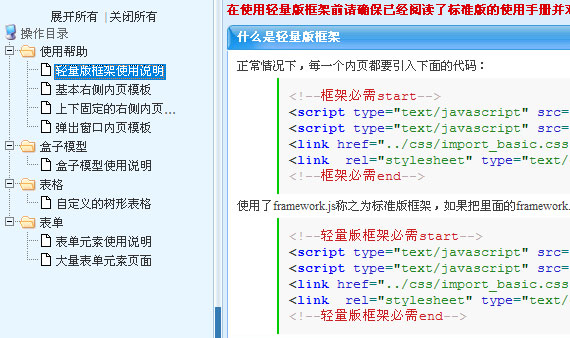 展开所有 | 关闭所有
操作目录
使用帮助
轻量版框架使用说明
基本右侧内页模板
上下固定的右侧内页...
弹出窗口内页模板
盒子模型
盒子模型使用说明
表格
自定义的树形表格
表单
表单元素使用说明
大量表单元素页面
在使用轻量版框架前请确保已经阅读了标准版的使用手册并
什么是轻量版框架
正常情况下，每一个内页都要引入下面的代码：
<!--框架必需start-->
<script type="text/javascript" src=
<script type="text/javascript" src=
<link href="../css/import_basic.css
<link  rel="stylesheet" type="text/
<!--框架必需end-->
使用了framework.js称之为标准版框架，如果把里面的framework.
<!--轻量版框架必需start-->
<script type="text/javascript" src=
<script type="text/javascript" src=
<link href="../css/import_basic.css
<link  rel="stylesheet" type="text/
<!--轻量版框架必需end-->